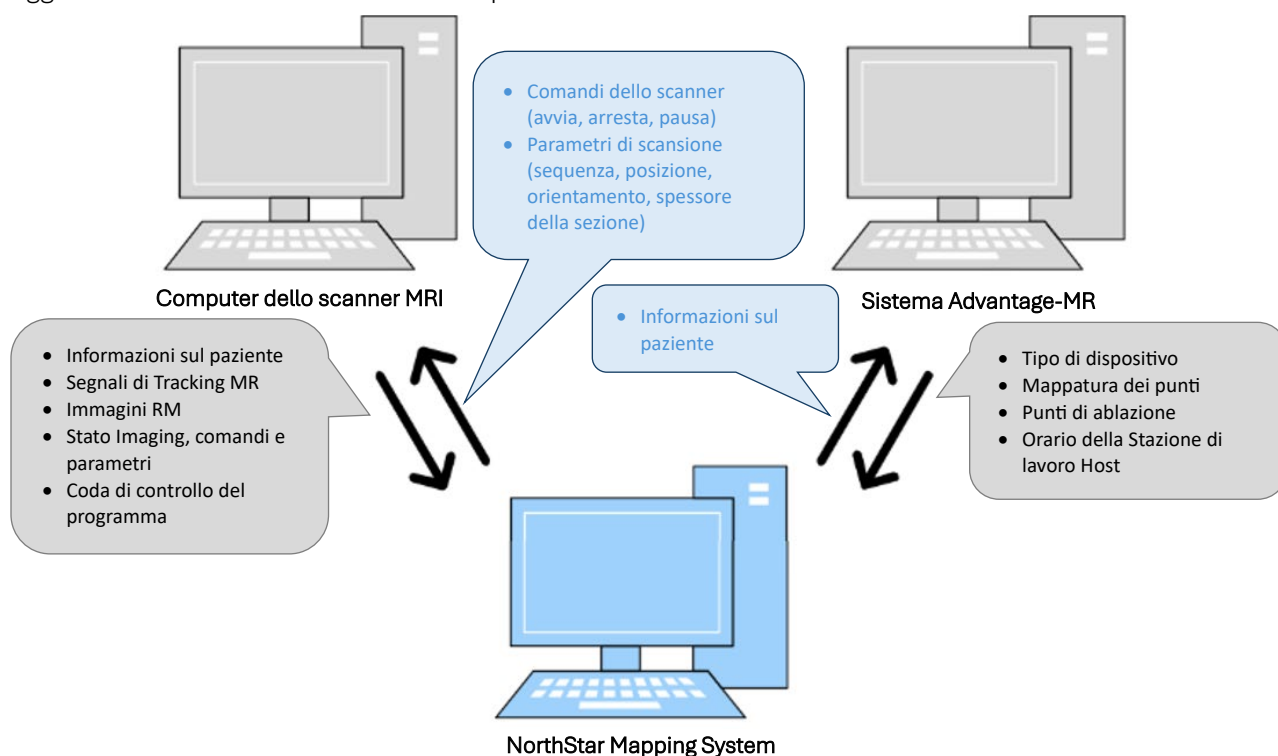 • Comandi dello scanner
(avvia, arresta, pausa)
• Parametri di scansione
(sequenza, posizione,
orientamento, spessore
della sezione)
Computer dello scanner MRI
Sistema Advantage-MR
• Informazioni sul
paziente
• Informazioni sul paziente
• Segnali di Tracking MR
• Immagini RM
• Stato Imaging, comandi e
parametri
• Coda di controllo del
programma
• Tipo di dispositivo
• Mappatura dei punti
• Punti di ablazione
• Orario della Stazione di
lavoro Host
NorthStar Mapping System